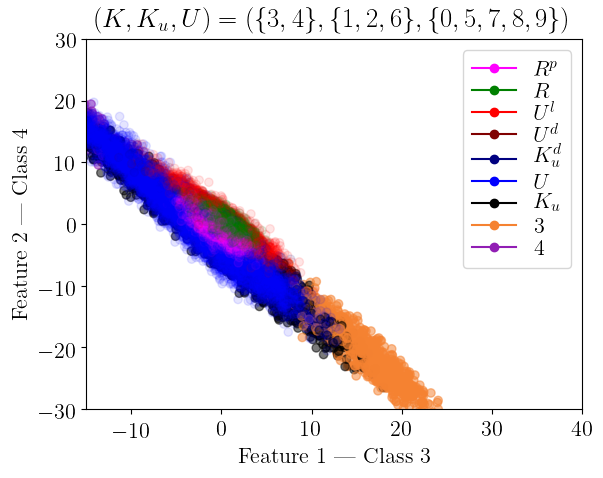 (K, K_u, U) = ({3, 4}, {1, 2, 6}, {0, 5, 7, 8, 9})
30
20
10
0
−10
−20
−30
−10
0
10
20
30
40
Feature 2 — Class 4
Feature 1 — Class 3
R^p
R
U^l
U^d
K_u^d
U
K_u
3
4